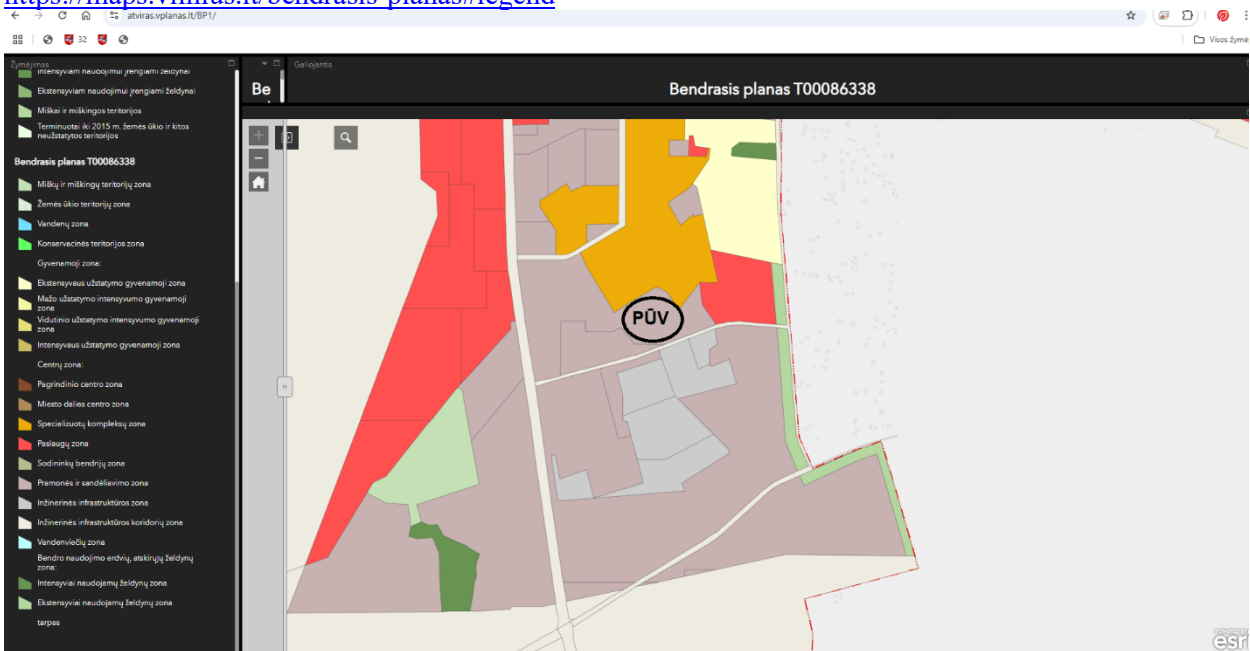 https://maps.vilnius.lt/bendrasis-planas#legend
atviras.vplanas.lt/BP1/
32
Visos žymės
Žymėjimas
Intensyviam naudojimui įrengiami želdynai
Ekstensyviam naudojimui įrengiami želdynai
Miškai ir miškingos teritorijos
Terminuotai iki 2015 m. žemės ūkio ir kitos
neužstatytos teritorijos
Bendrasis planas T00086338
Miškų ir miškingų teritorijų zona
Žemės ūkio teritorijų zona
Vandenų zona
Konservacinės teritorijos zona
Gyvenamoji zona:
Ekstensyvaus užstatymo gyvenamoji zona
Mažo užstatymo intensyvumo gyvenamoji
zona
Vidutinio užstatymo intensyvumo gyvenamoji
zona
Intensyvaus užstatymo gyvenamoji zona
Centrų zona:
Pagrindinio centro zona
Miesto dalies centro zona
Specializuotų kompleksų zona
Paslaugų zona
Sodininkų bendrijų zona
Pramonės ir sandėliavimo zona
Inžinerinės infrastruktūros zona
Inžinerinės infrastruktūros koridorių zona
Vandenviečių zona
Bendro naudojimo erdvių, atskirųjų želdynų
zona:
Intensyviai naudojamų želdynų zona
Ekstensyviai naudojamų želdynų zona
tarpas
Be
Galiojantis
Bendrasis planas T00086338
PŪV
esri